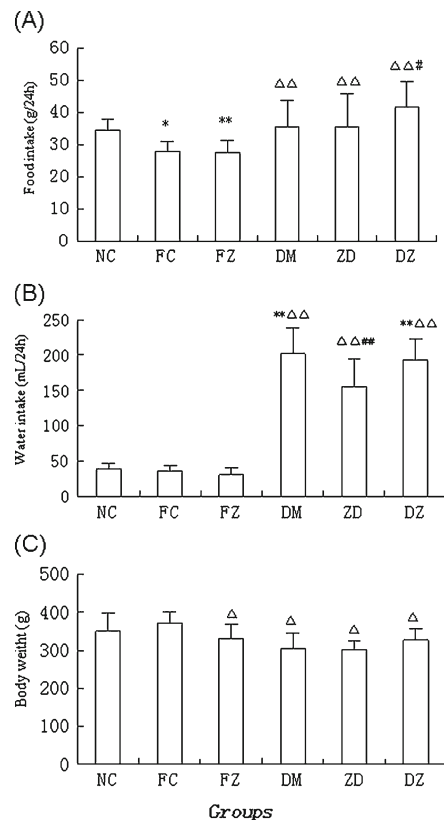 (A)
Food intake (g/24h)
60
50
40
30
20
10
0
* ** △△ △△ △△#
NC FC FZ DM ZD DZ
(B)
Water intake (mL/24h)
250
200
150
100
50
0
**△△ △△## **△△
NC FC FZ DM ZD DZ
(C)
Body weitht (g)
500
400
300
200
100
0
△ △ △ △
NC FC FZ DM ZD DZ
Groups